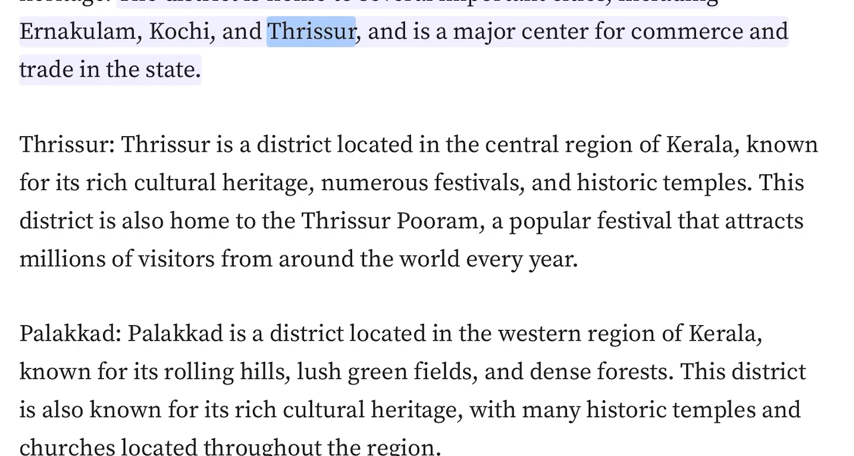 Ernakulam, Kochi, and Thrissur, and is a major center for commerce and
trade in the state.
Thrissur: Thrissur is a district located in the central region of Kerala, known
for its rich cultural heritage, numerous festivals, and historic temples. This
district is also home to the Thrissur Pooram, a popular festival that attracts
millions of visitors from around the world every year.
Palakkad: Palakkad is a district located in the western region of Kerala,
known for its rolling hills, lush green fields, and dense forests. This district
is also known for its rich cultural heritage, with many historic temples and
churches located throughout the region.